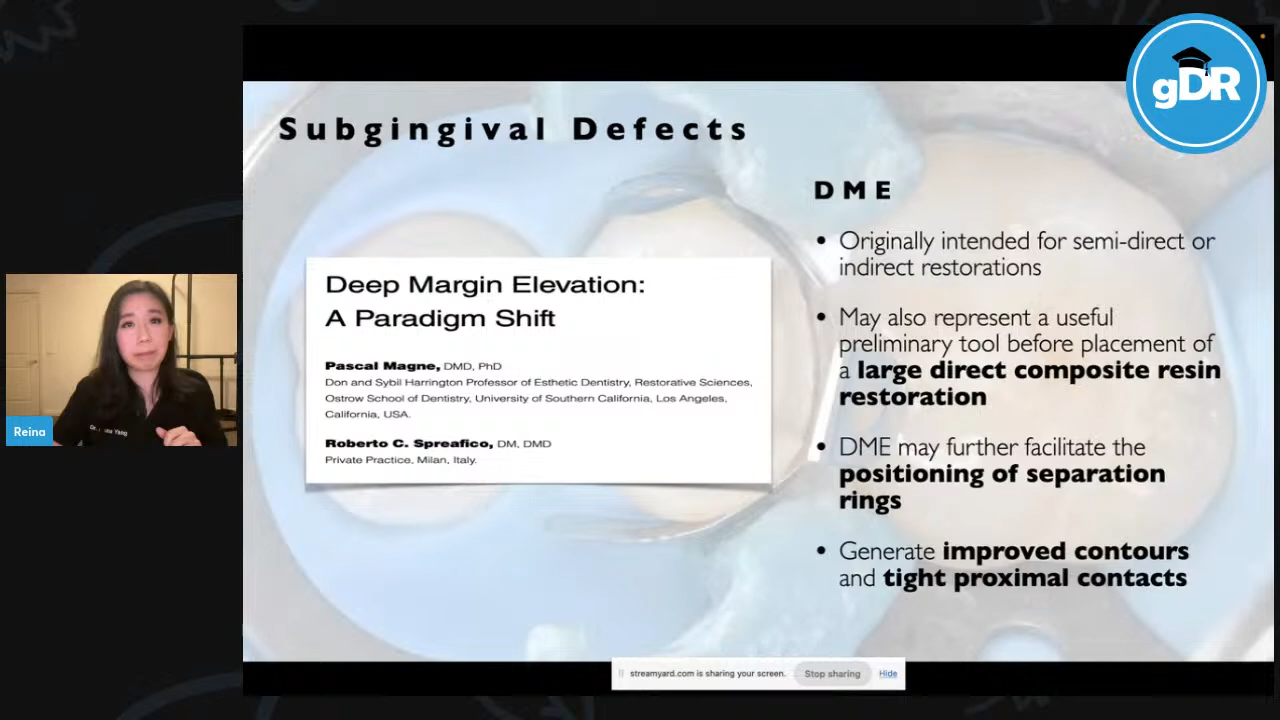 gDR
Subgingival Defects
DME
• Originally intended for semi-direct or
indirect restorations
• May also represent a useful
preliminary tool before placement of
a large direct composite resin
restoration
• DME may further facilitate the
positioning of separation
rings
• Generate improved contours
and tight proximal contacts
Deep Margin Elevation:
A Paradigm Shift
Pascal Magne, DMD, PhD
Don and Sybil Harrington Professor of Esthetic Dentistry, Restorative Sciences,
Ostrow School of Dentistry, University of Southern California, Los Angeles,
California, USA.
Roberto C. Spreafico, DM, DMD
Private Practice, Milan, Italy.
Dr. Yang
Reina
streamyard.com is sharing your screen. Stop sharing Hide